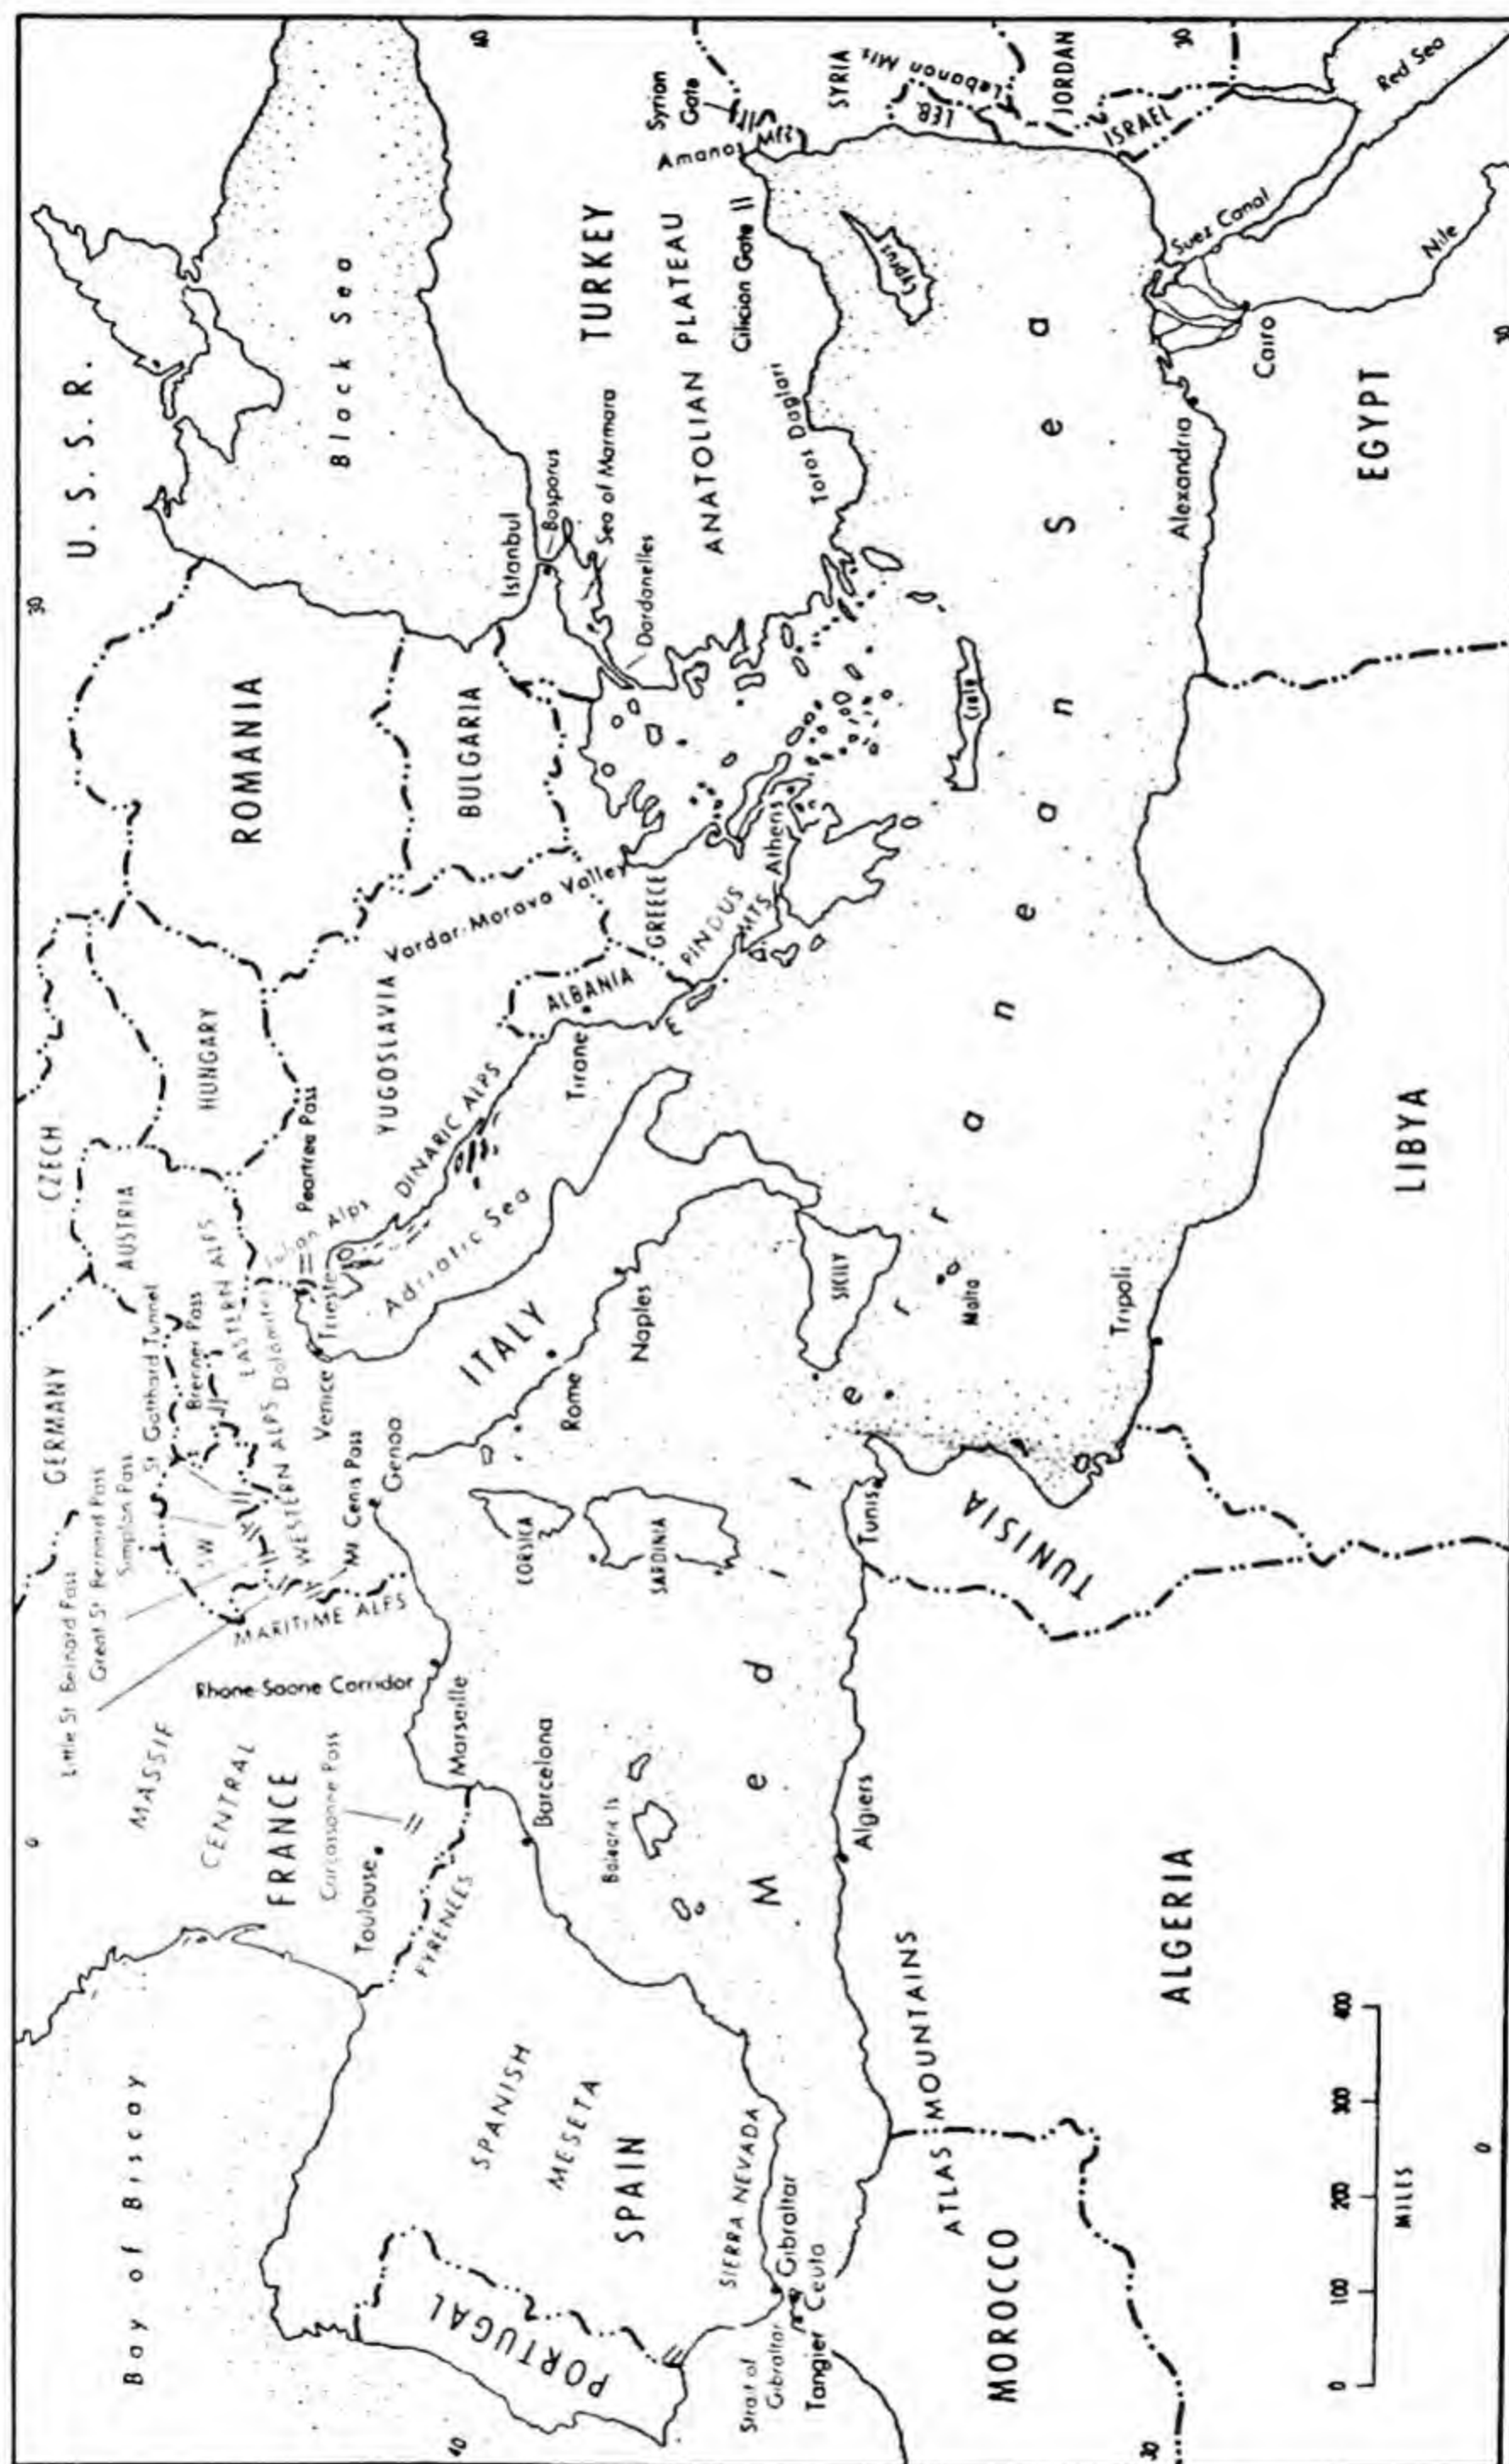 Bay of Biscay
PORTUGAL
SPAIN
SPANISH
MESETA
SIERRA NEVADA
Strait of
Gibraltar
Gibraltar
Tangier
Ceuta
MOROCCO
ATLAS MOUNTAINS
PYRENEES
Toulouse
Carcassonne Pass
FRANCE
MASSIF
CENTRAL
Rhone-Saone Corridor
Marseille
Barcelona
Balearic Is
MARITIME ALPS
Little St Bernard Pass
Great St Bernard Pass
Simplon Pass
St Gotthard Tunnel
Brenner Pass
SW
WESTERN ALPS
EASTERN ALPS
Dolomites
Mt Cenis Pass
GERMANY
AUSTRIA
CZECH
HUNGARY
Genoa
Venice
Trieste
Alps
Peartree Pass
YUGOSLAVIA
DINARIC ALPS
Adriatic Sea
ITALY
Rome
Naples
CORSICA
SARDINIA
SICILY
Malta
Mediterranean Sea
Tirane
ALBANIA
GREECE
PINDUS
MTS
Athens
Crete
Vardar-Morava Valley
BULGARIA
ROMANIA
U.S.S.R.
Black Sea
Istanbul
Bosporus
Sea of Marmara
Dardanelles
TURKEY
ANATOLIAN PLATEAU
Toros Daglari
Cilician Gate
Amanos Mts
Syrian
Gate
Cyprus
SYRIA
LEB.
Lebanon Mts
JORDAN
ISRAEL
Red Sea
Suez Canal
Nile
Cairo
Alexandria
EGYPT
LIBYA
Tripoli
TUNISIA
Tunis
Algiers
ALGERIA
0
30
40
30
40
30
0
30
0 100 200 300 400
MILES